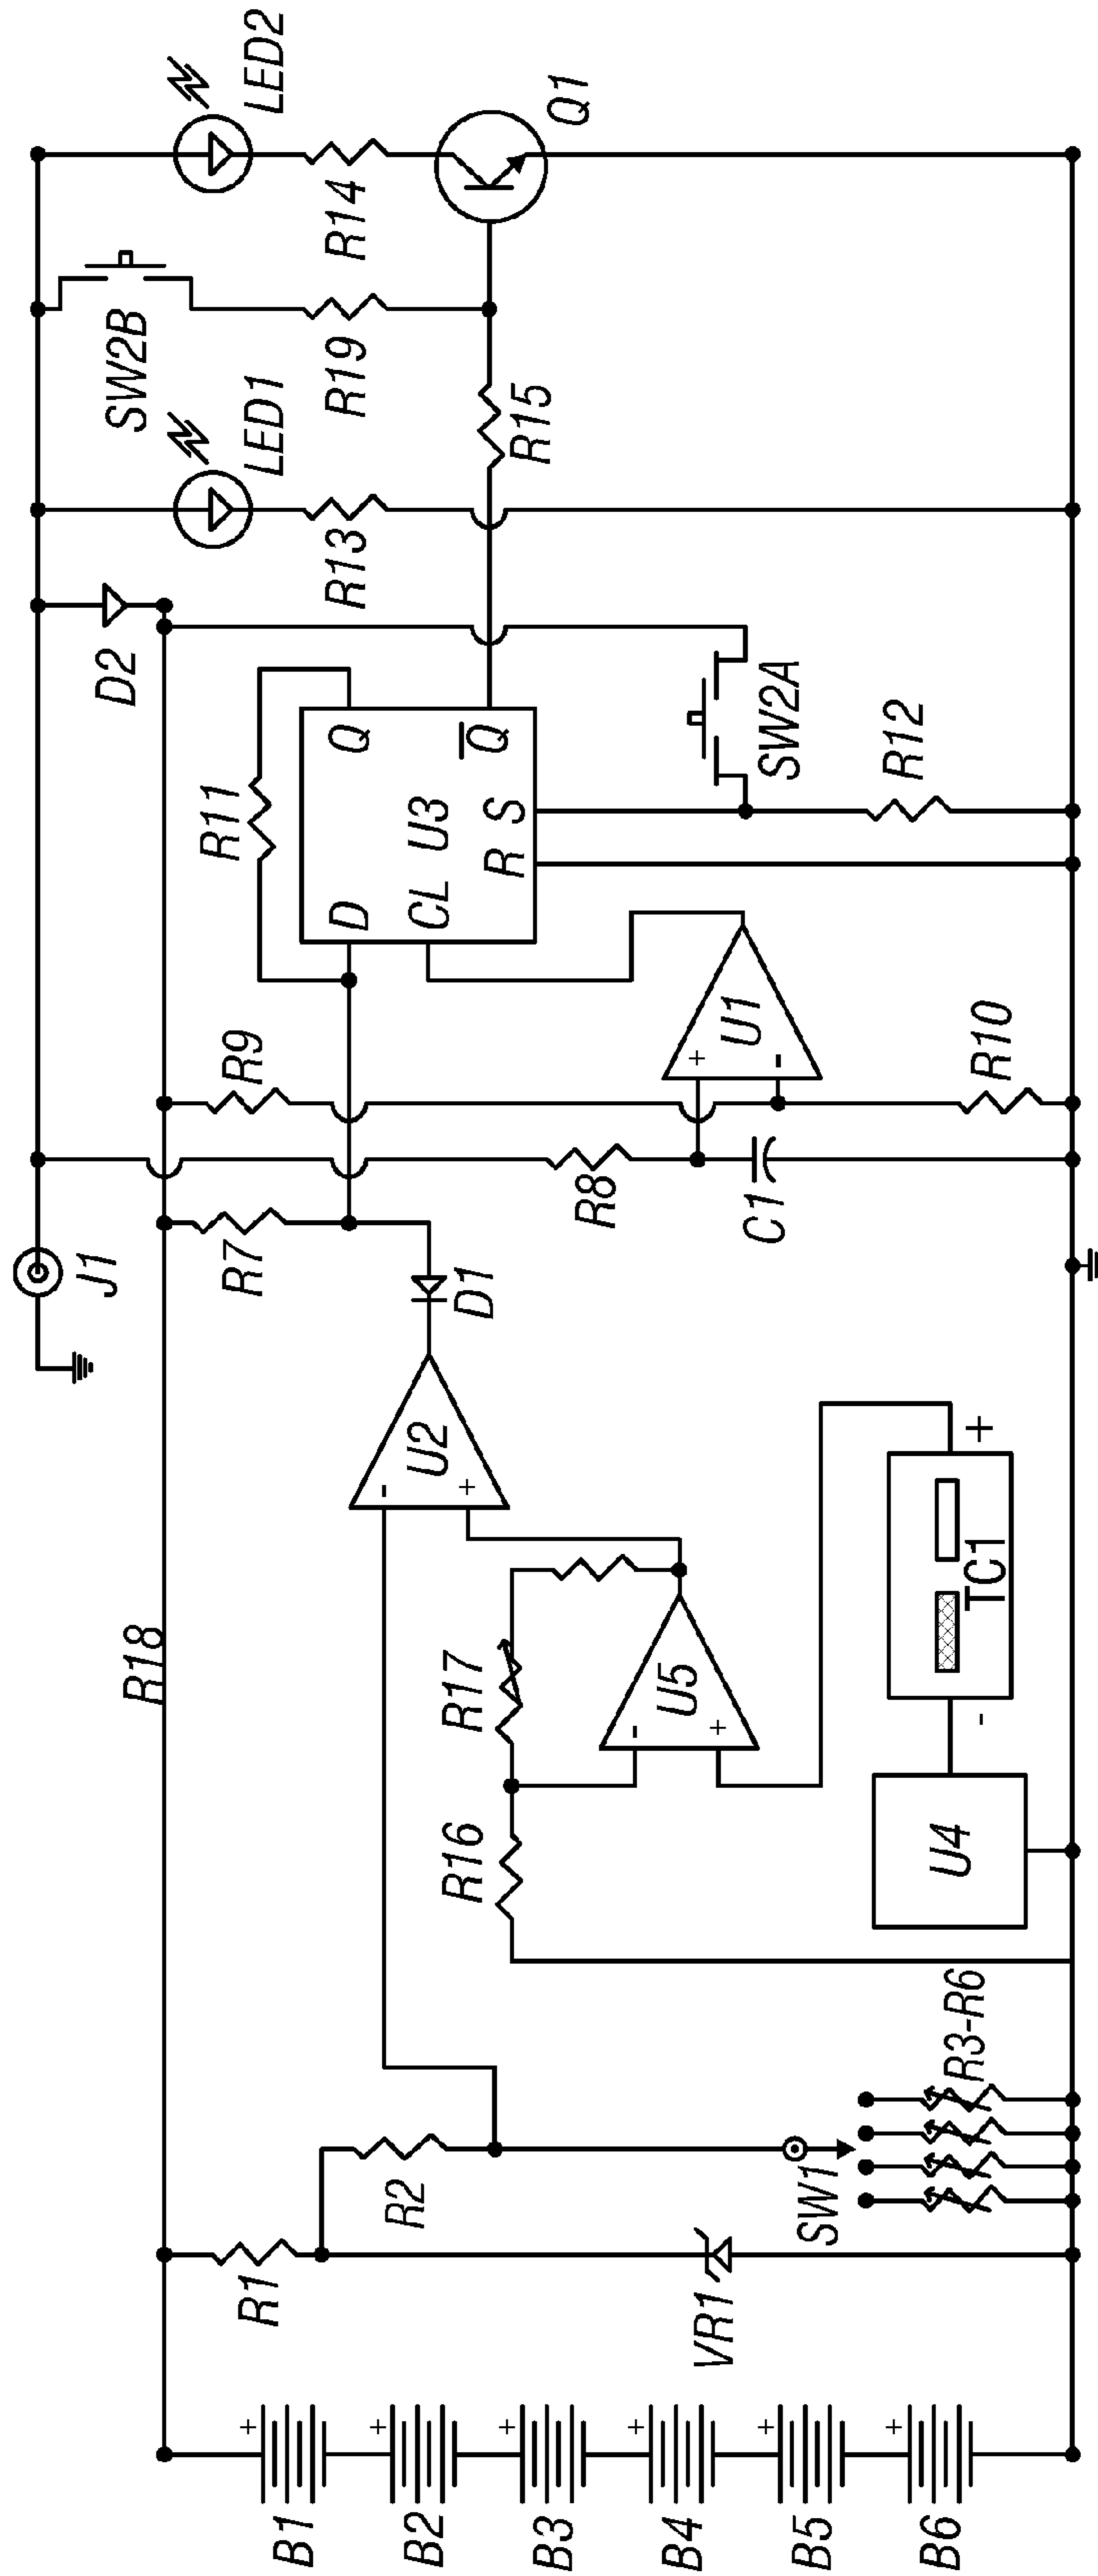 J1
D2
LED1
SW2B
LED2
R18
R1
B1 +
R7
R9
R11
R13
R19
R14
R2
B2 +
R16
R17
- U2 +
D1
D Q
CL U3 Q
R S
R15
Q1
B3 +
VR1
- U5 +
R8
+ U1 -
B4 +
SW1
C1
SW2A
B5 +
R3-R6
U4
- TC1 +
R10
R12
B6 +